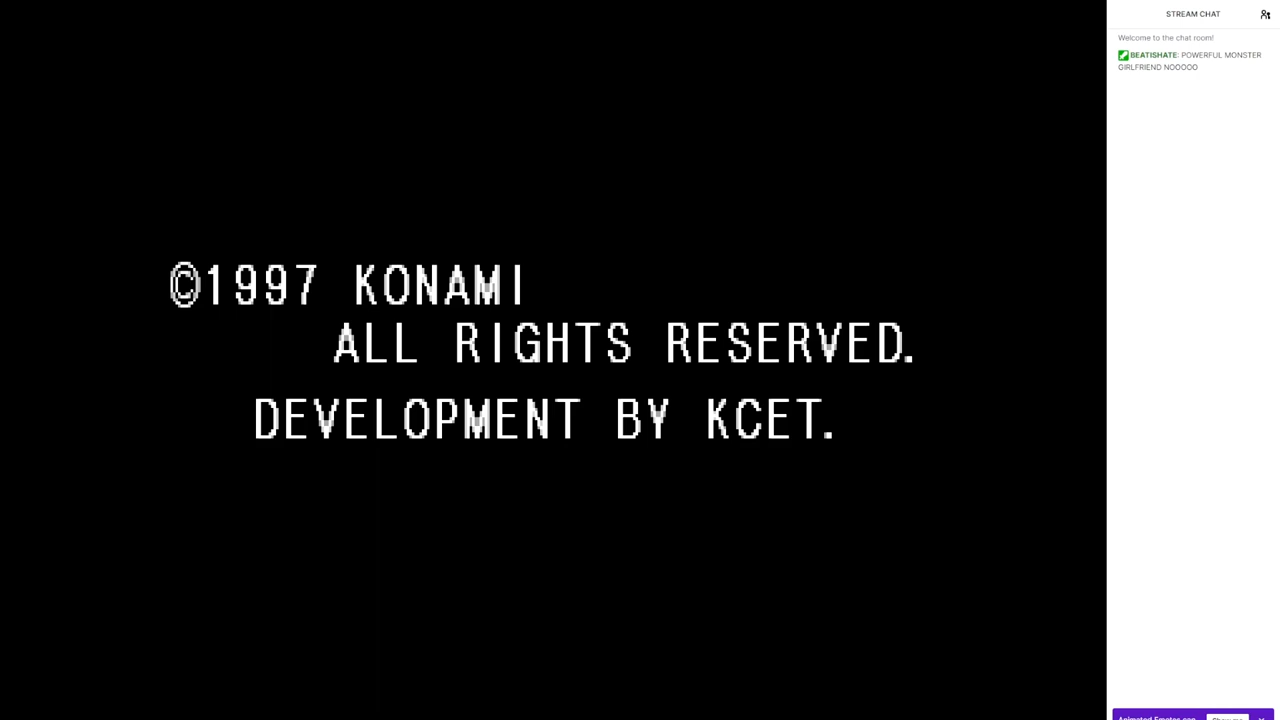 ©1997 KONAMI
ALL RIGHTS RESERVED.
DEVELOPMENT BY KCET.
STREAM CHAT
Welcome to the chat room!
BEATISHATE: POWERFUL MONSTER
GIRLFRIEND NOOOOO